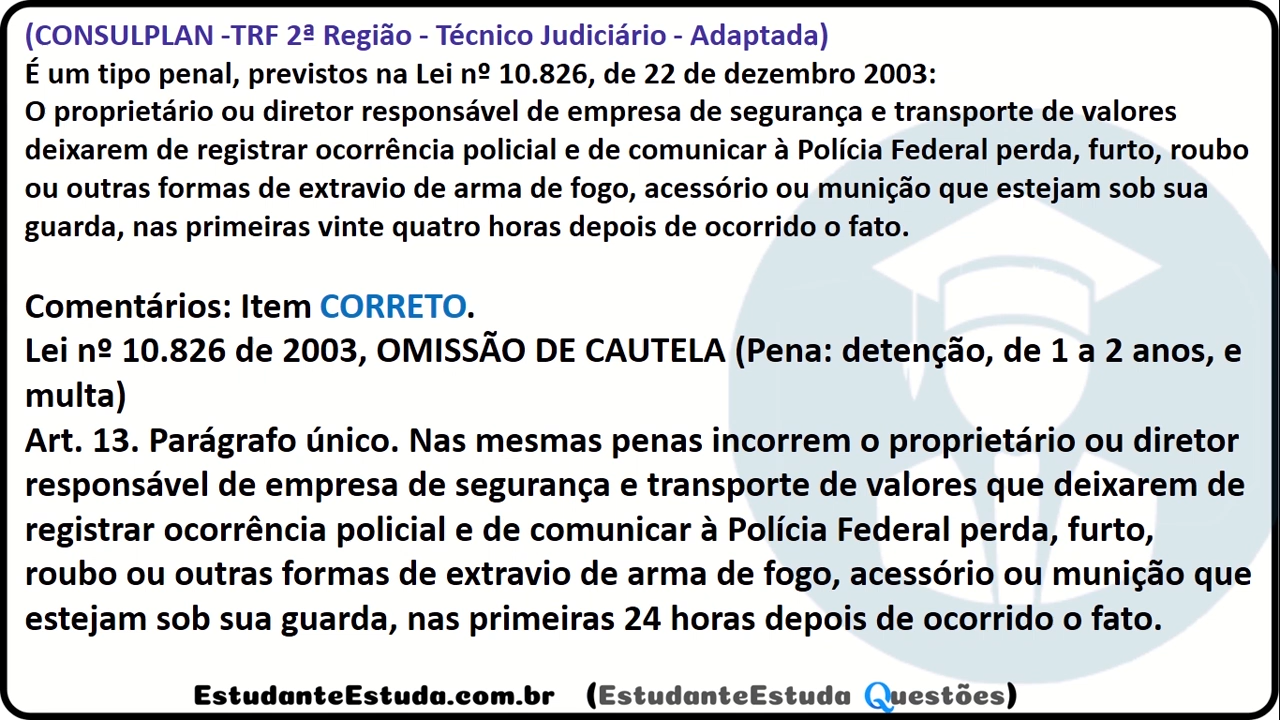 (CONSULPLAN -TRF 2ª Região - Técnico Judiciário - Adaptada)
É um tipo penal, previstos na Lei nº 10.826, de 22 de dezembro 2003:
O proprietário ou diretor responsável de empresa de segurança e transporte de valores
deixarem de registrar ocorrência policial e de comunicar à Polícia Federal perda, furto, roubo
ou outras formas de extravio de arma de fogo, acessório ou munição que estejam sob sua
guarda, nas primeiras vinte quatro horas depois de ocorrido o fato.
Comentários: Item CORRETO.
Lei nº 10.826 de 2003, OMISSÃO DE CAUTELA (Pena: detenção, de 1 a 2 anos, e
multa)
Art. 13. Parágrafo único. Nas mesmas penas incorrem o proprietário ou diretor
responsável de empresa de segurança e transporte de valores que deixarem de
registrar ocorrência policial e de comunicar à Polícia Federal perda, furto,
roubo ou outras formas de extravio de arma de fogo, acessório ou munição que
estejam sob sua guarda, nas primeiras 24 horas depois de ocorrido o fato.
EstudanteEstuda.com.br (EstudanteEstuda Questões)